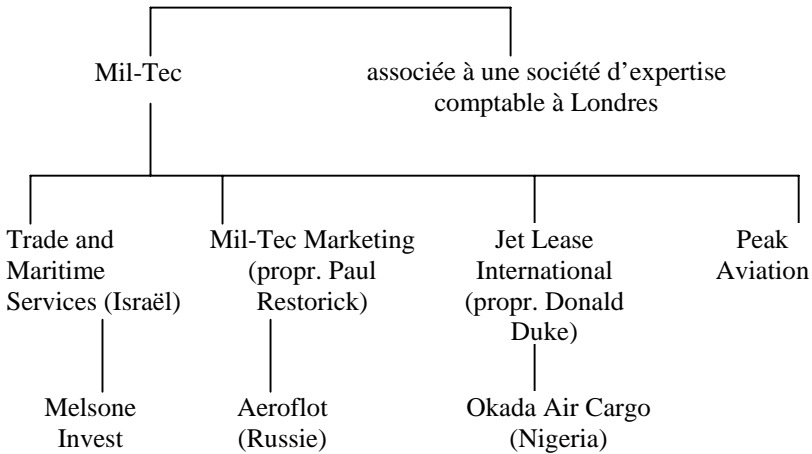 Mil-Tec
associée à une société d’expertise
comptable à Londres
Trade and
Maritime
Services (Israël)
Mil-Tec Marketing
(propr. Paul
Restorick)
Jet Lease
International
(propr. Donald
Duke)
Peak
Aviation
Melsone
Invest
Aeroflot
(Russie)
Okada Air Cargo
(Nigeria)